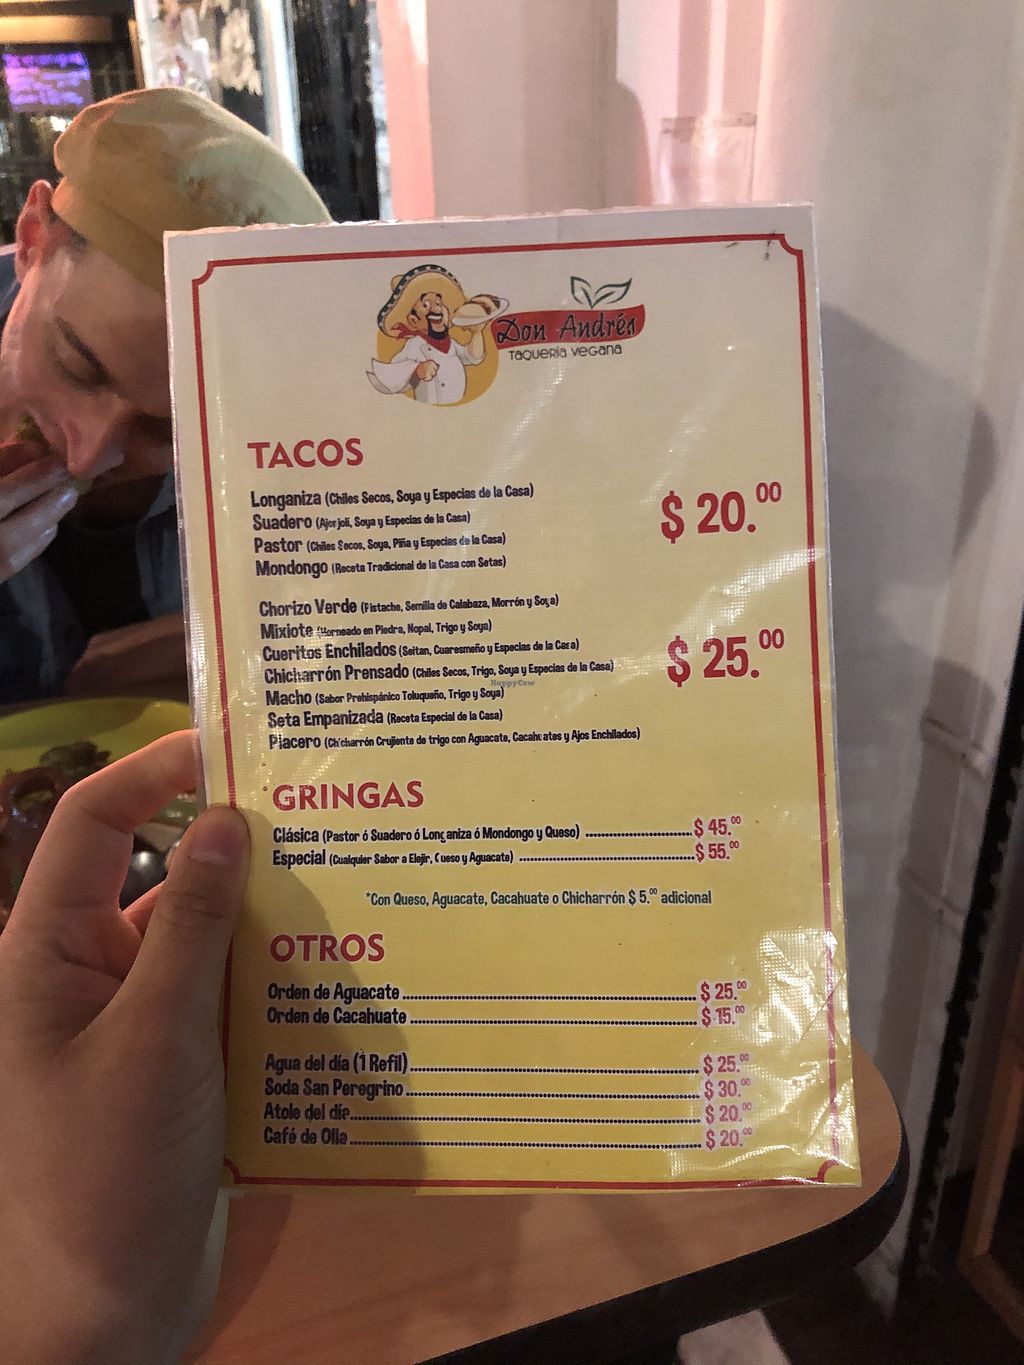 Don Andrés
TAQUERÍA VEGANA
TACOS
Longaniza (Chiles Secos, Soya y Especias de la Casa)
Suadero (Ajonjolí, Soya y Especias de la Casa)
Pastor (Chiles Secos, Soya, Piña y Especias de la Casa)
Mondongo (Receta Tradicional de la Casa con Setas)
$ 20.00
Chorizo Verde (Fistache, Semilla de Calabaza, Morrón y Soya)
Mixiote (Horneado en Piedra, Nopal, Trigo y Soya)
Cueritos Enchilados (Seitan, Cuaresmeño y Especias de la Casa)
Chicharrón Prensado (Chiles Secos, Trigo, Soya y Especias de la Casa)
Macho (Sabor Prehispánico Toluqueño, Trigo y Soya)
Seta Empanizada (Receta Especial de la Casa)
Placero (Chicharrón Crujiente de trigo con Aguacate, Cacahuates y Ajos Enchilados)
$ 25.00
HappyCow
GRINGAS
Clásica (Pastor ó Suadero ó Longaniza ó Mondongo y Queso) $ 45.00
Especial (Cualquier Sabor a Elejir, Queso y Aguacate) $ 55.00
*Con Queso, Aguacate, Cacahuate o Chicharrón $ 5.00 adicional
OTROS
Orden de Aguacate $ 25.00
Orden de Cacahuate $ 15.00
Agua del día (1 Refil) $ 25.00
Soda San Peregrino $ 30.00
Atole del día $ 20.00
Café de Olla $ 20.00